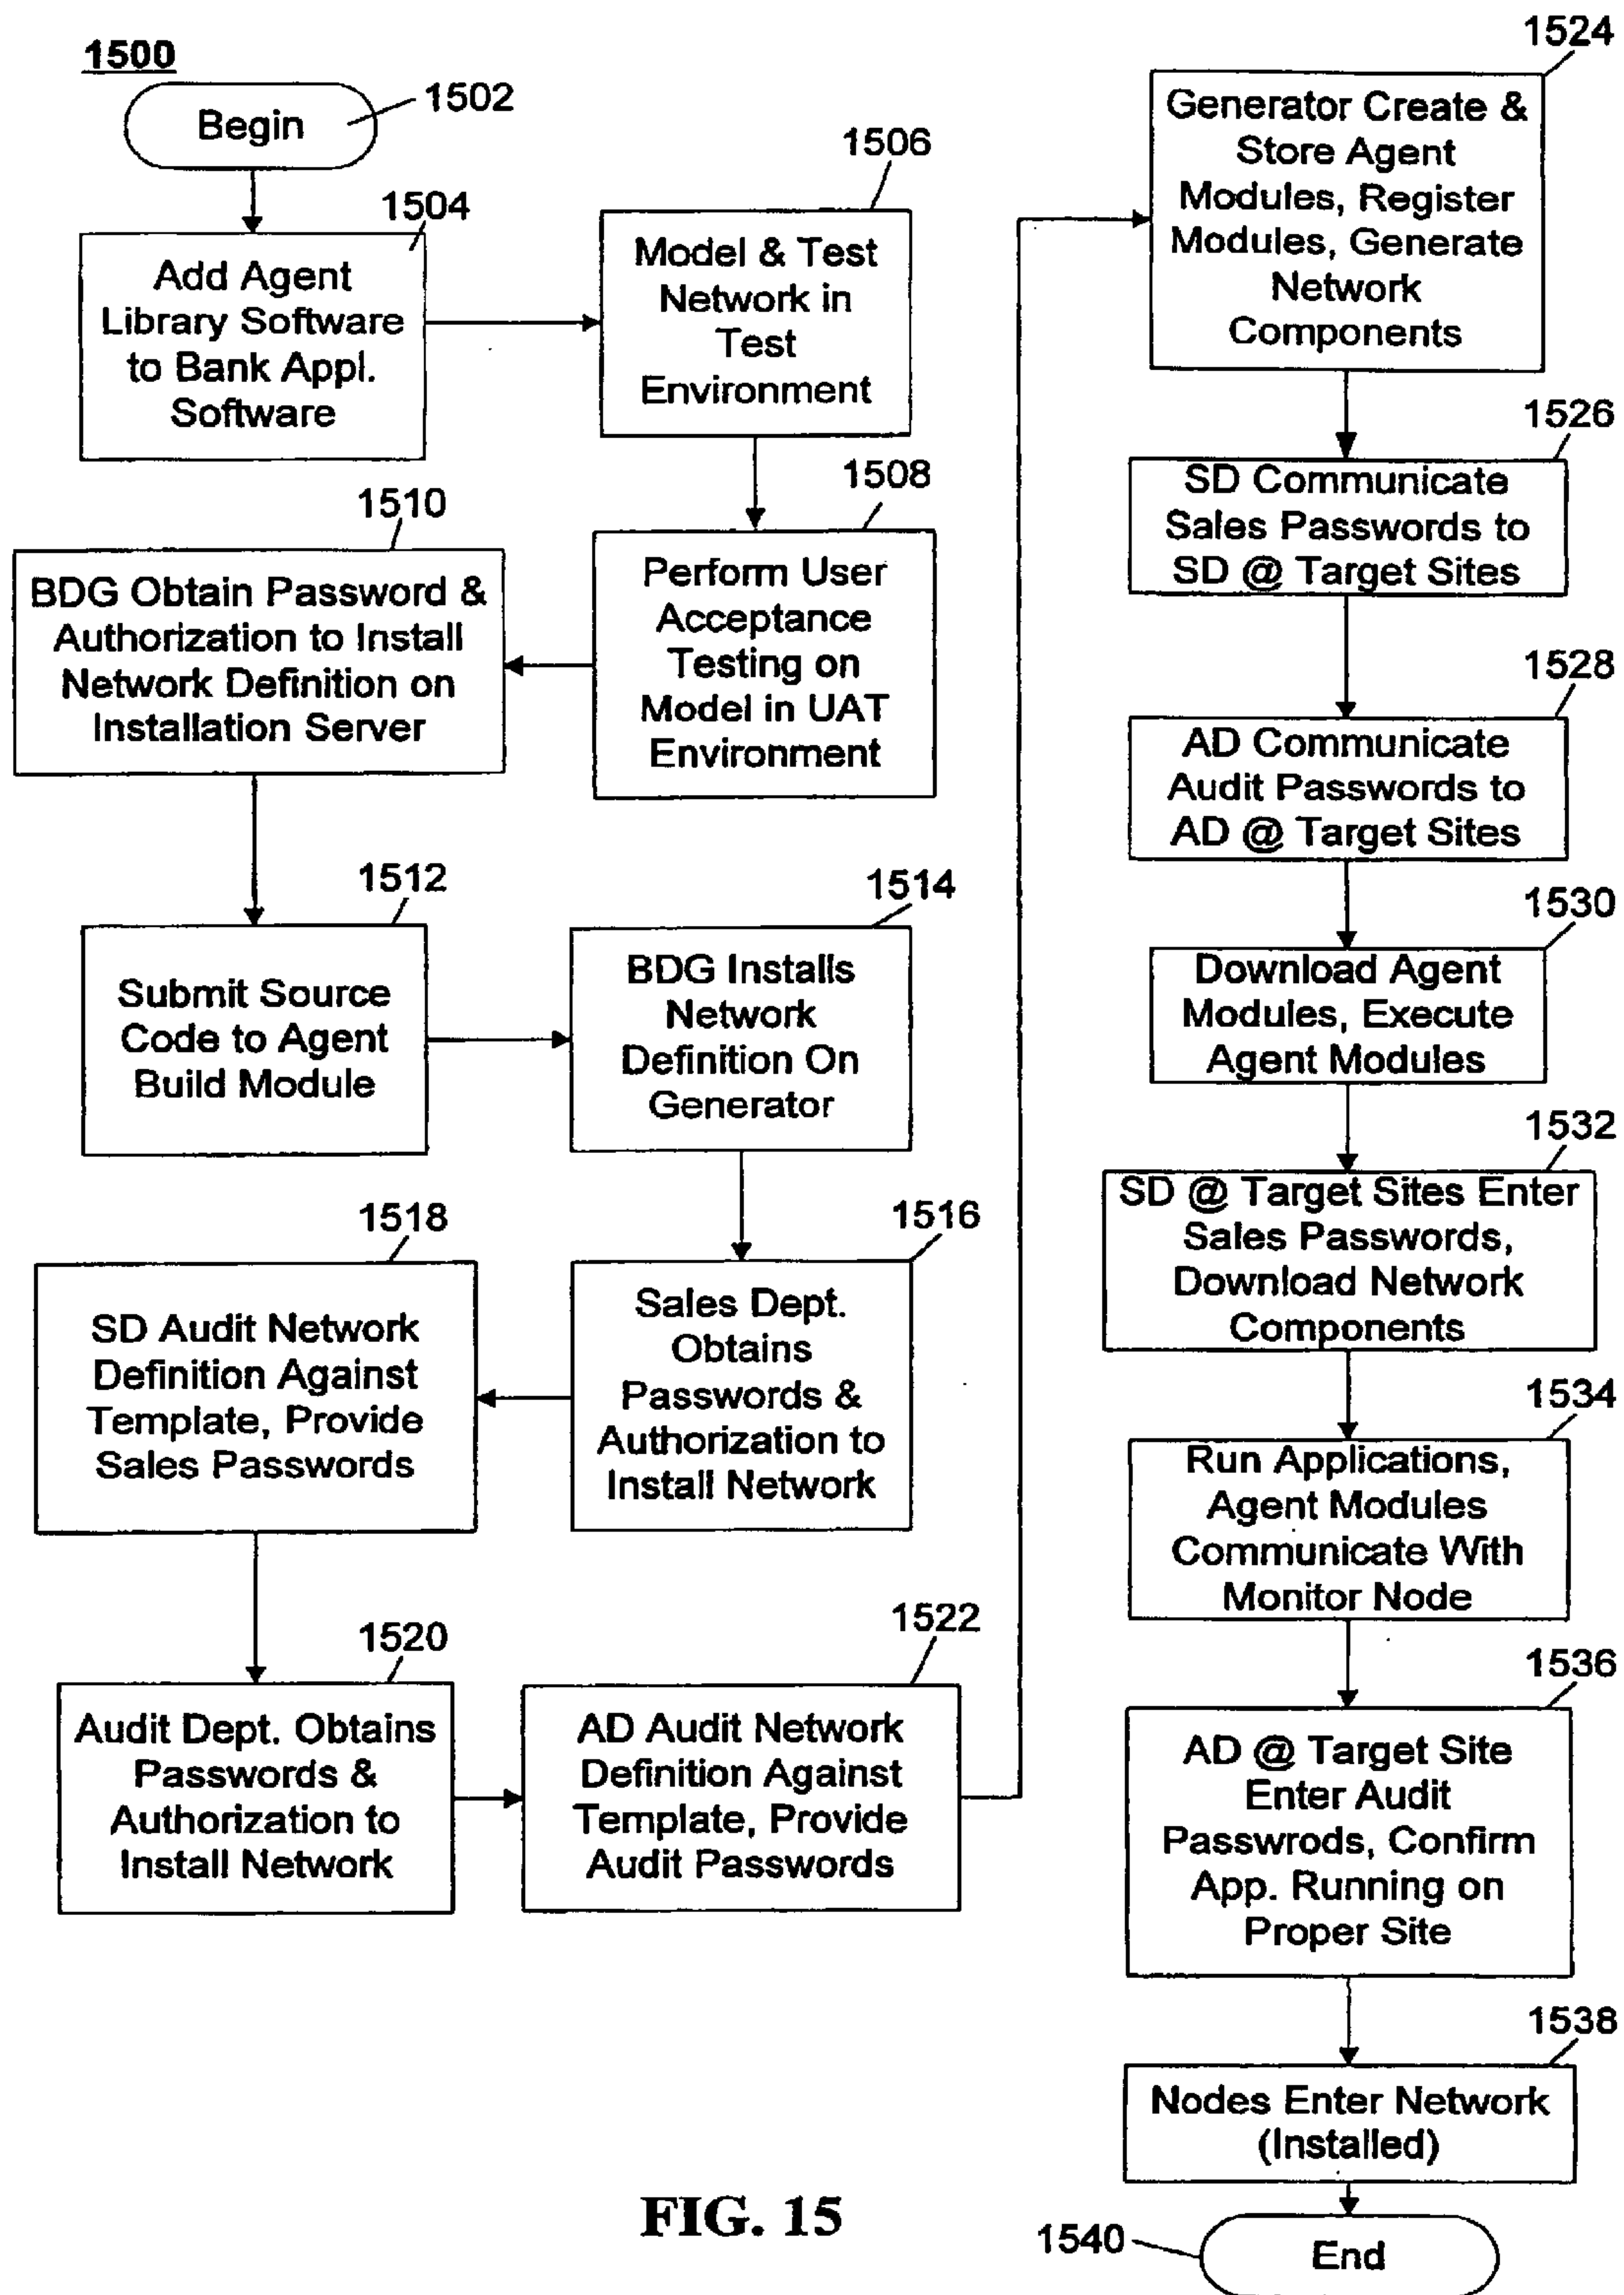 1500
1502
Begin
1504
Add Agent
Library Software
to Bank Appl.
Software
1506
Model & Test
Network in
Test
Environment
1508
Perform User
Acceptance
Testing on
Model in UAT
Environment
1510
BDG Obtain Password &
Authorization to Install
Network Definition on
Installation Server
1512
Submit Source
Code to Agent
Build Module
1514
BDG Installs
Network
Definition On
Generator
1516
Sales Dept.
Obtains
Passwords &
Authorization to
Install Network
1518
SD Audit Network
Definition Against
Template, Provide
Sales Passwords
1520
Audit Dept. Obtains
Passwords &
Authorization to
Install Network
1522
AD Audit Network
Definition Against
Template, Provide
Audit Passwords
1524
Generator Create &
Store Agent
Modules, Register
Modules, Generate
Network
Components
1526
SD Communicate
Sales Passwords to
SD @ Target Sites
1528
AD Communicate
Audit Passwords to
AD @ Target Sites
1530
Download Agent
Modules, Execute
Agent Modules
1532
SD @ Target Sites Enter
Sales Passwords,
Download Network
Components
1534
Run Applications,
Agent Modules
Communicate With
Monitor Node
1536
AD @ Target Site
Enter Audit
Passwrods, Confirm
App. Running on
Proper Site
1538
Nodes Enter Network
(Installed)
1540
End
FIG. 15